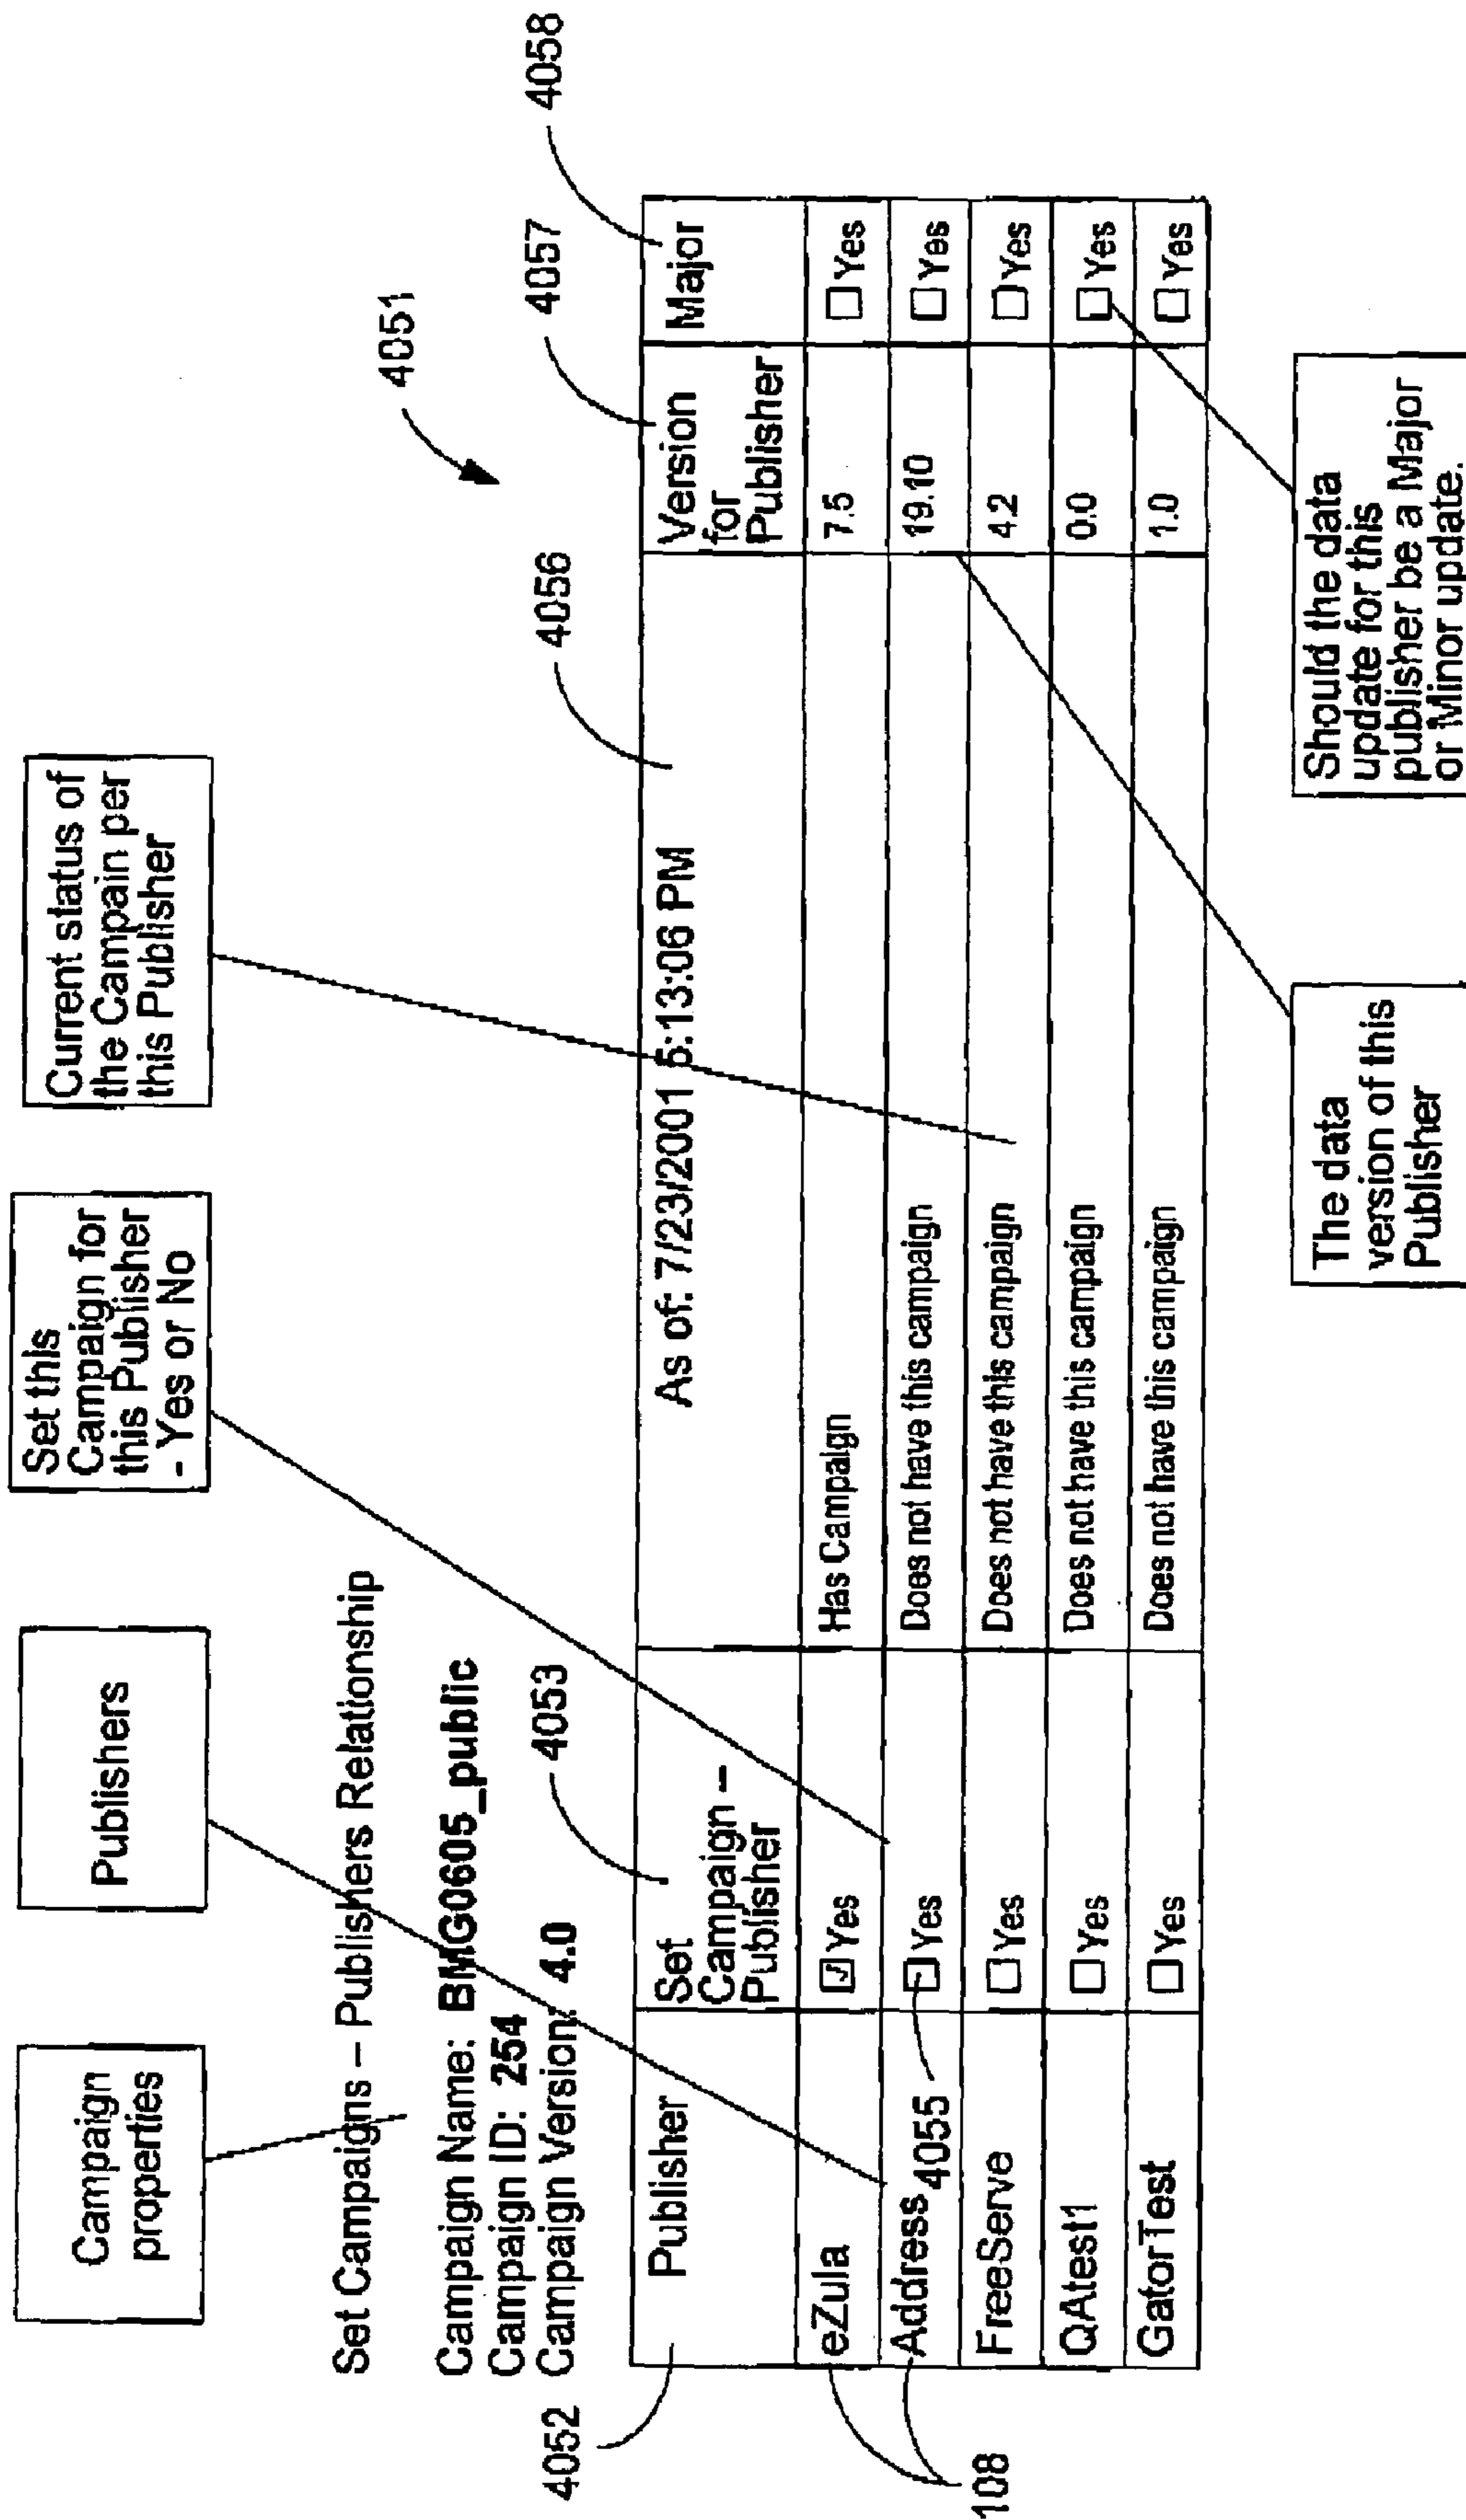 Campaign
properties
Publishers
Set this
Campaign for
this Publisher
- Yes or No
Current status of
the Campain per
this Publisher
Set Campaigns – Publishers Relationship
Campaign Name: BMG0605_public
Campaign ID: 254
Campaign Version: 4.0
4051
4052
4053
4056
4057
4058
Publisher
Set
Campaign –
Publisher
As of: 7/23/2001 5:13:06 PM
Version
for
Publisher
Major
eZula
Yes
Has Campaign
7.5
Yes
Address
4055
Yes
Does not have this campaign
19.10
Yes
FreeServe
Yes
Does not have this campaign
4.2
Yes
QAtest1
Yes
Does not have this campaign
0.0
Yes
GatorTest
Yes
Does not have this campaign
1.0
Yes
108
The data
version of this
Publisher
Should the data
update for this
publisher be a Major
or Minor update.